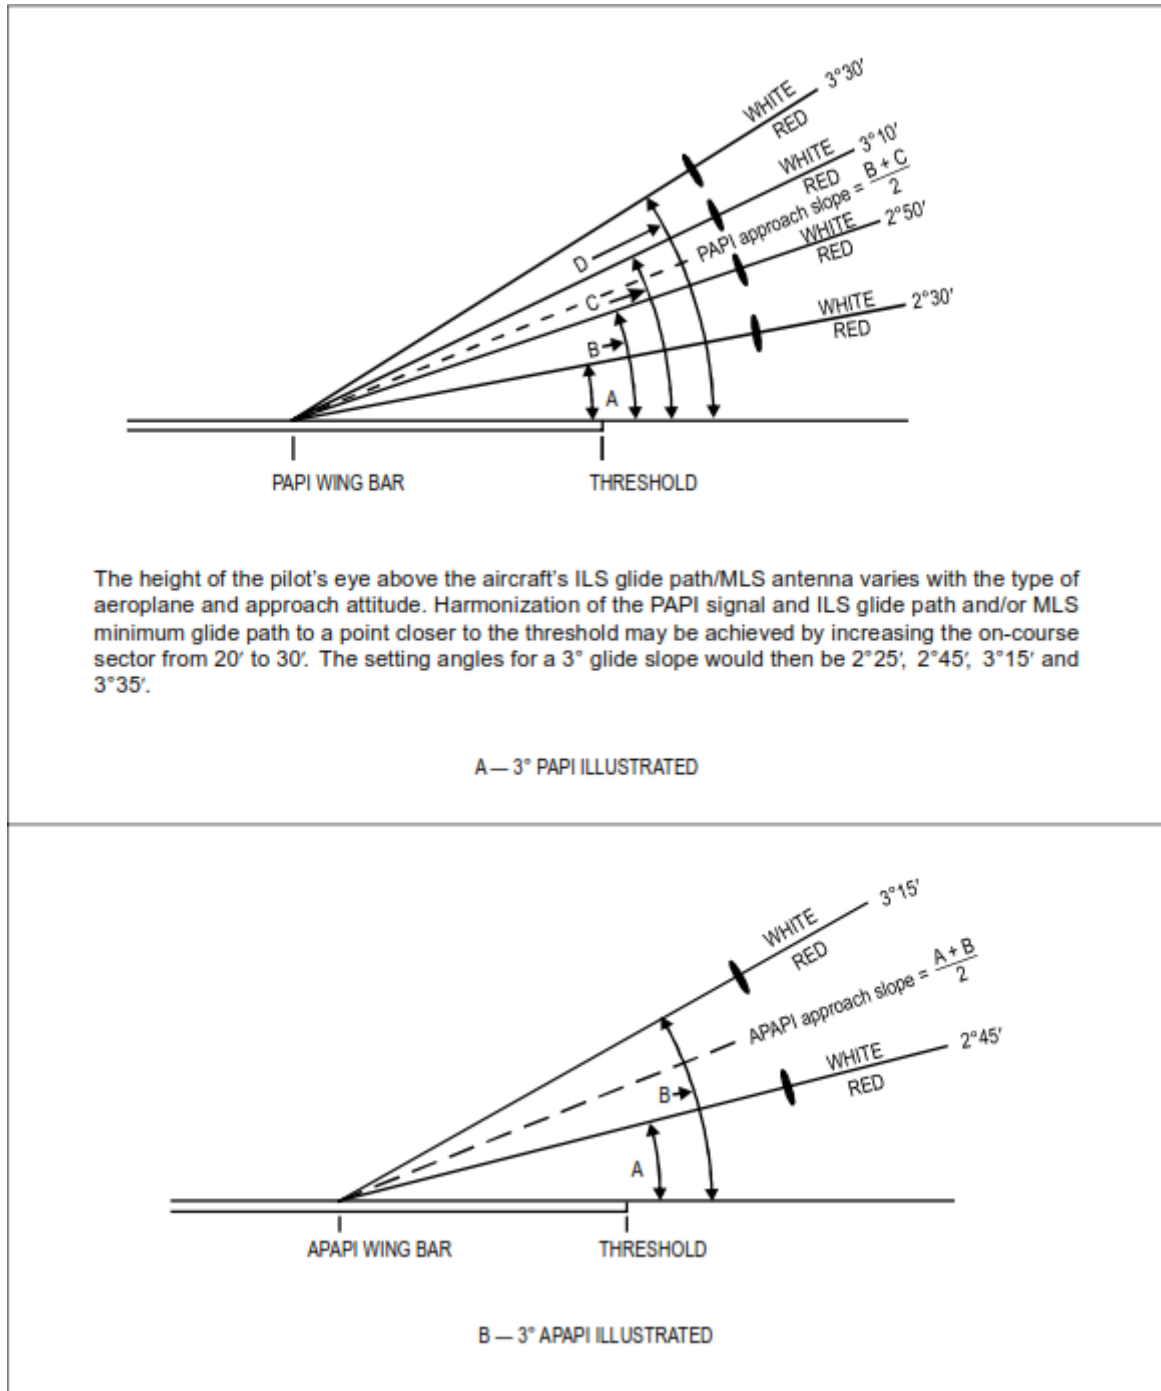 WHITE 3°30′
RED
WHITE 3°10′
RED
PAPI approach slope = B + C
2
WHITE 2°50′
RED
WHITE 2°30′
RED
D
C
B
A
PAPI WING BAR THRESHOLD
The height of the pilot's eye above the aircraft's ILS glide path/MLS antenna varies with the type of
aeroplane and approach attitude. Harmonization of the PAPI signal and ILS glide path and/or MLS
minimum glide path to a point closer to the threshold may be achieved by increasing the on-course
sector from 20′ to 30′. The setting angles for a 3° glide slope would then be 2°25′, 2°45′, 3°15′ and
3°35′.
A — 3° PAPI ILLUSTRATED
WHITE 3°15′
RED
APAPI approach slope = A + B
2
WHITE 2°45′
RED
B
A
APAPI WING BAR THRESHOLD
B — 3° APAPI ILLUSTRATED